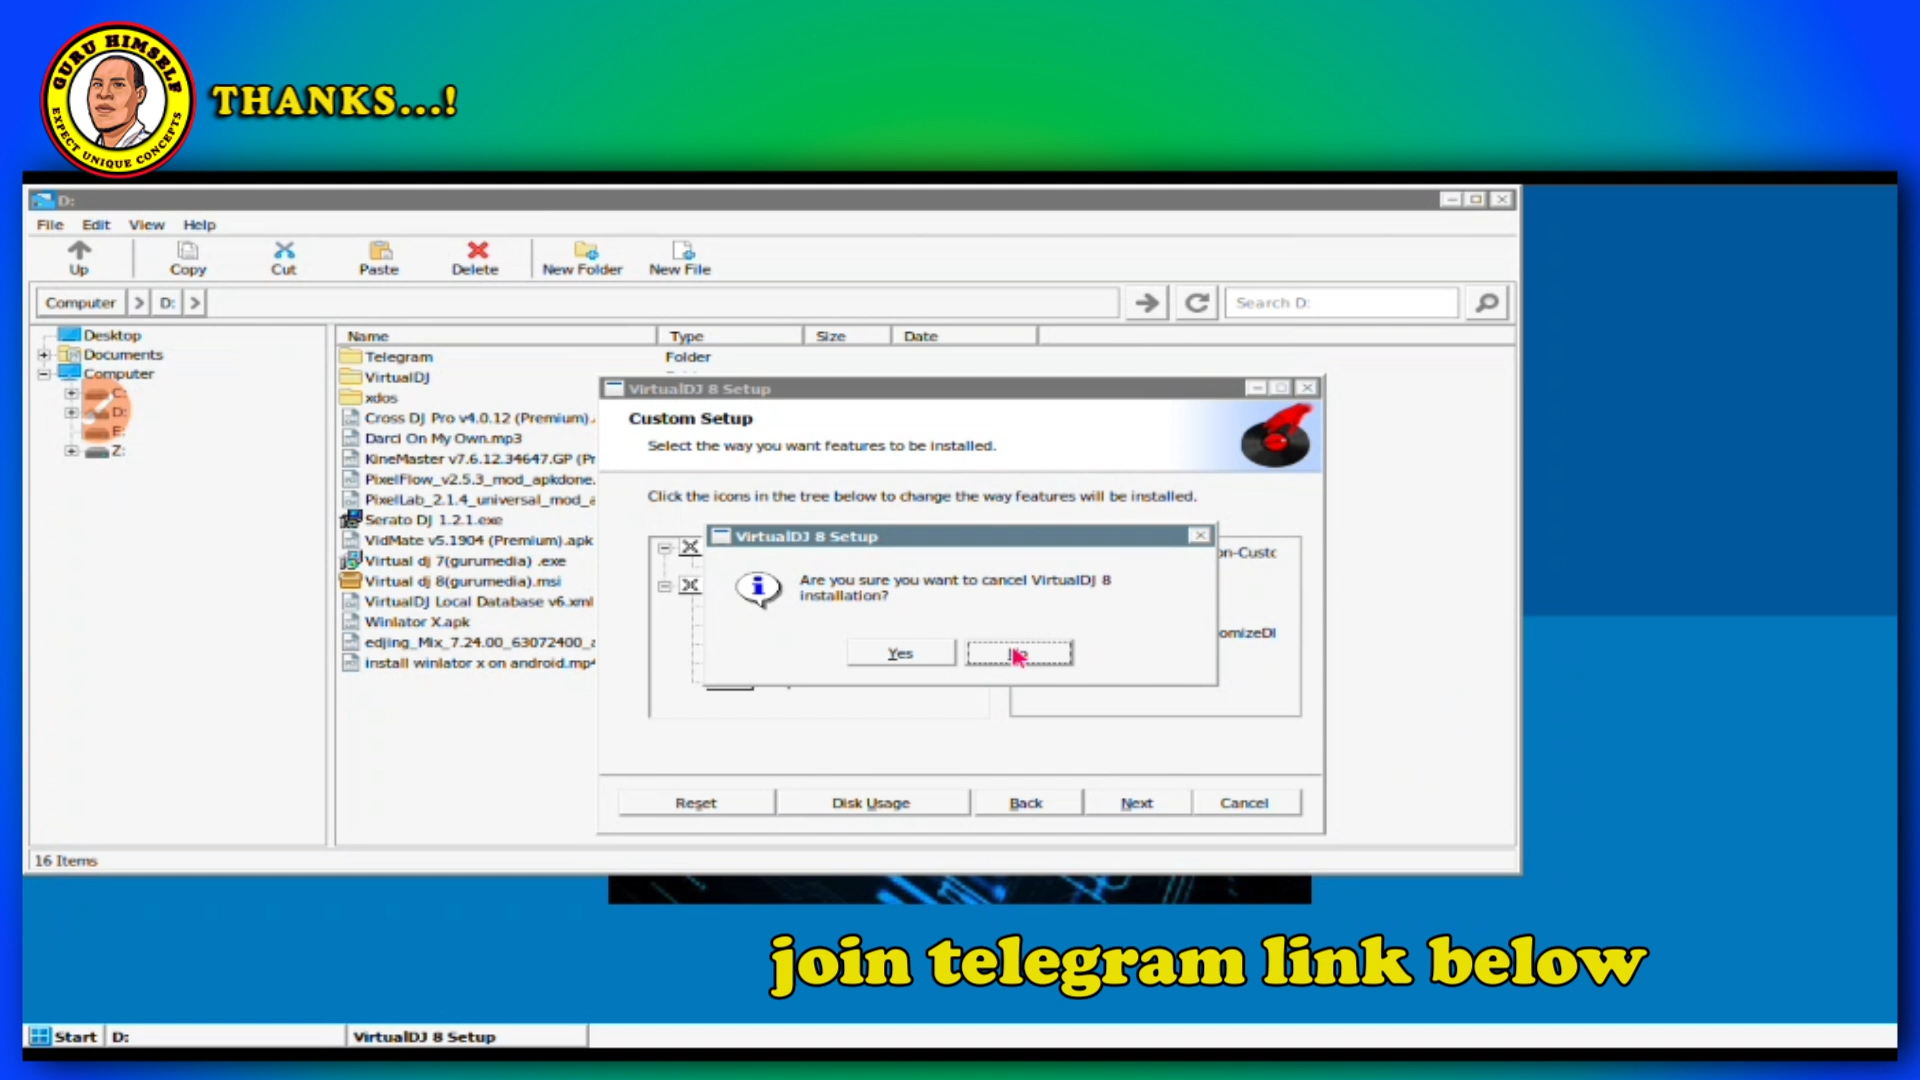 GURU HIMSELF
EXPECT UNIQUE CONCEPTS
THANKS...!
D:
File Edit View Help
Up Copy Cut Paste Delete New Folder New File
Computer > D: > Search D:
Desktop
Documents
Computer
C:
D:
E:
Z:
Name Type Size Date
Telegram Folder
VirtualDJ
xdos
Cross DJ Pro v4.0.12 (Premium).
Darci On My Own.mp3
KineMaster v7.6.12.34647.GP (Pr
PixelFlow_v2.5.3_mod_apkdone.
PixelLab_2.1.4_universal_mod_a
Serato DJ 1.2.1.exe
VidMate v5.1904 (Premium).apk
Virtual dj 7(gurumedia) .exe
Virtual dj 8(gurumedia).msi
VirtualDJ Local Database v6.xml
Winlator X.apk
edjing_Mix_7.24.00_63072400_a
install winlator x on android.mp4
16 Items
VirtualDJ 8 Setup
Custom Setup
Select the way you want features to be installed.
Click the icons in the tree below to change the way features will be installed.
on-Custc
omizeDI
VirtualDJ 8 Setup
Are you sure you want to cancel VirtualDJ 8
installation?
Yes
Reset Disk Usage Back Next Cancel
join telegram link below
Start D: VirtualDJ 8 Setup